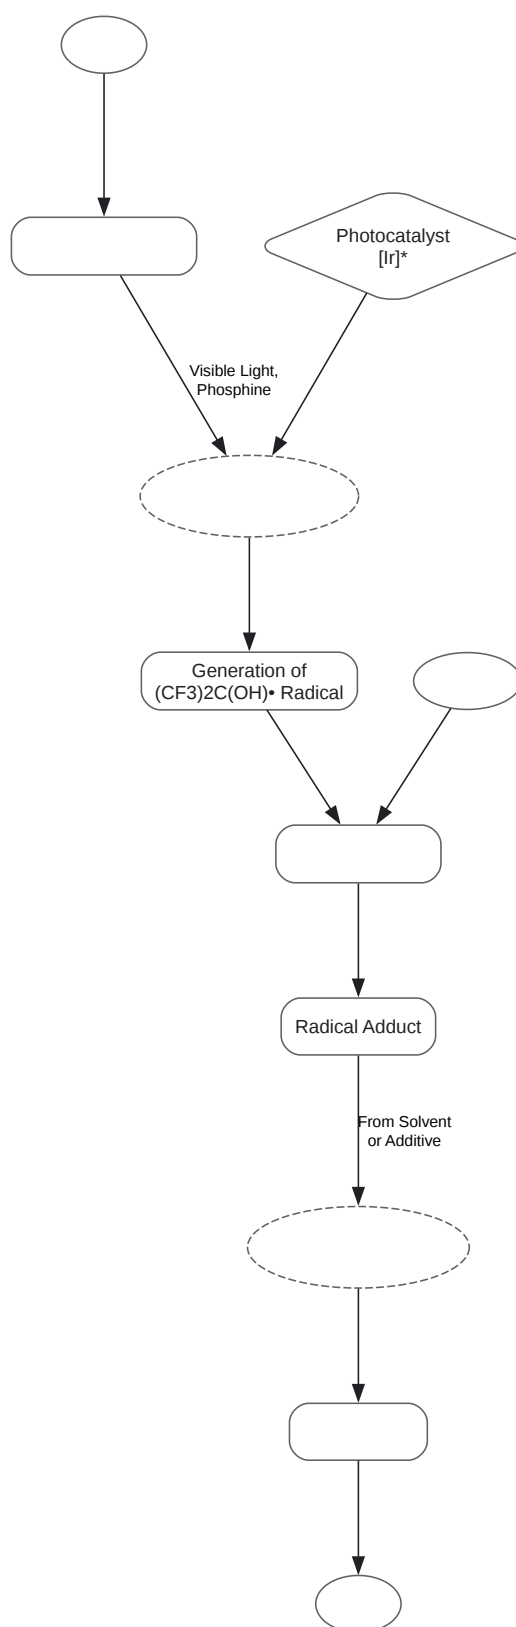 Photocatalyst
[Ir]*
Visible Light,
Phosphine
Generation of
(CF3)2C(OH)• Radical
Radical Adduct
From Solvent
or Additive